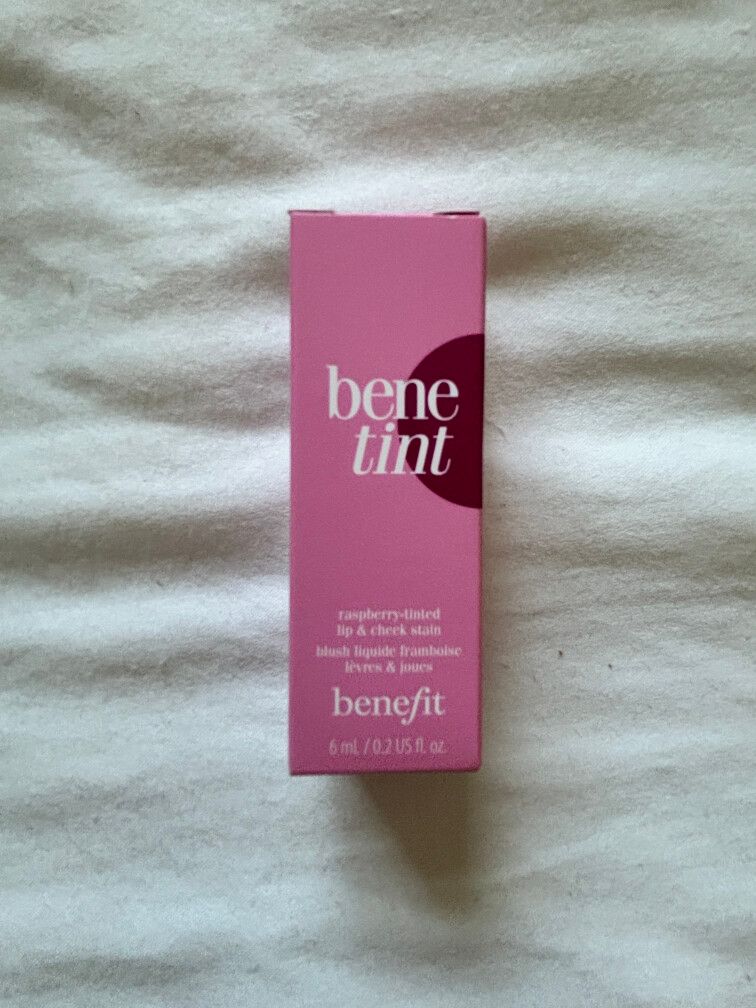 bene
tint
raspberry-tinted
lip & cheek stain
blush liquide framboise
lèvres & joues
benefit
6 mL / 0.2 US fl. oz.